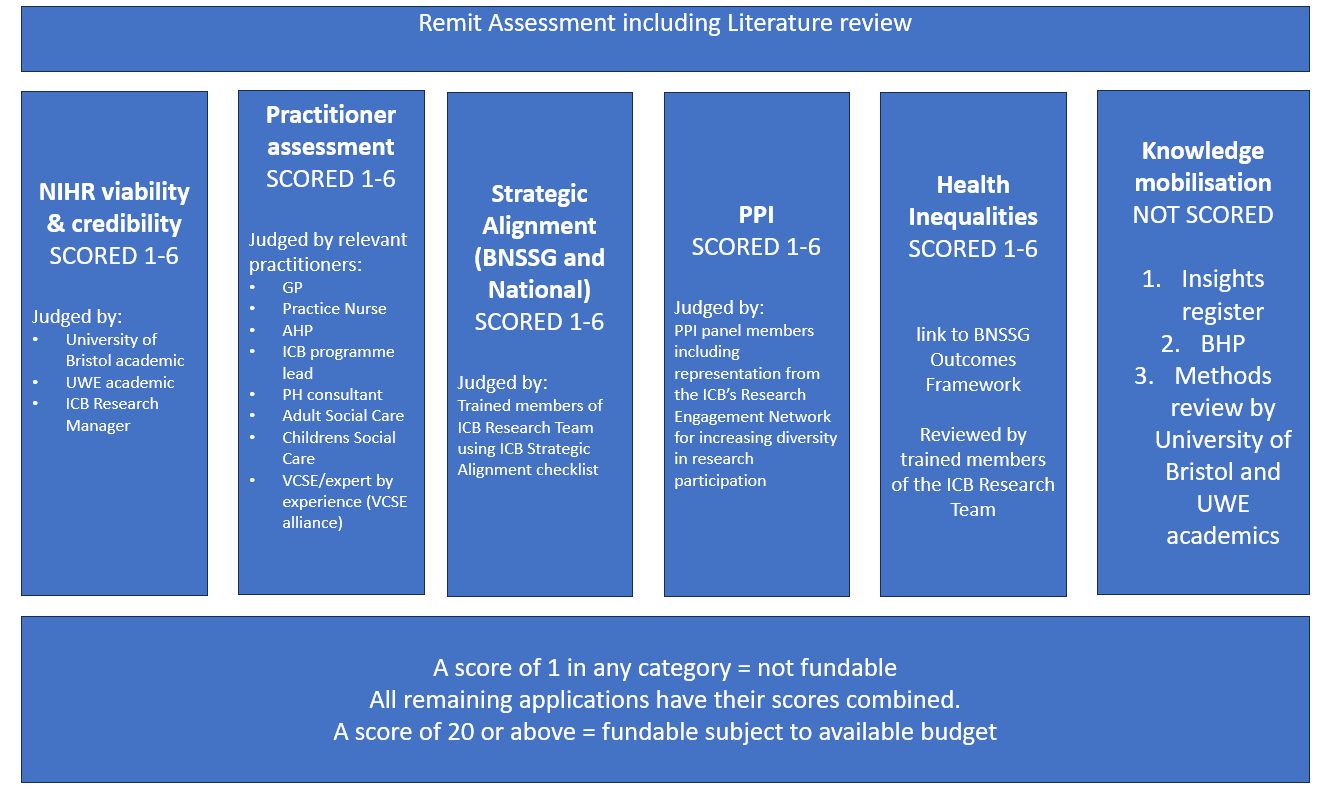 Remit Assessment including Literature review
NIHR viability
& credibility
SCORED 1-6
Judged by:
• University of
Bristol academic
• UWE academic
• ICB Research
Manager
Practitioner
assessment
SCORED 1-6
Judged by relevant
practitioners:
• GP
• Practice Nurse
• AHP
• ICB programme
lead
• PH consultant
• Adult Social Care
• Childrens Social
Care
• VCSE/expert by
experience (VCSE
alliance)
Strategic
Alignment
(BNSSG and
National)
SCORED 1-6
Judged by:
Trained members of
ICB Research Team
using ICB Strategic
Alignment checklist
PPI
SCORED 1-6
Judged by:
PPI panel members
including
representation from
the ICB’s Research
Engagement Network
for increasing diversity
in research
participation
Health
Inequalities
SCORED 1-6
link to BNSSG
Outcomes
Framework
Reviewed by
trained members
of the ICB Research
Team
Knowledge
mobilisation
NOT SCORED
1. Insights
register
2. BHP
3. Methods
review by
University of
Bristol and
UWE
academics
A score of 1 in any category = not fundable
All remaining applications have their scores combined.
A score of 20 or above = fundable subject to available budget